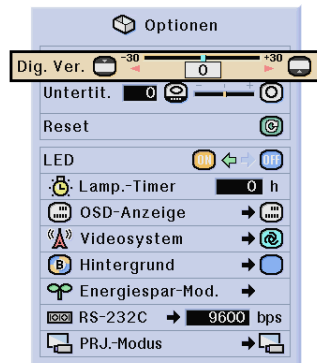 Optionen
Dig. Ver. -30 0 +30
Untertit. 0 - +
Reset
LED ON OFF
Lamp.-Timer 0 h
OSD-Anzeige
Videosystem
B Hintergrund
Energiespar-Mod.
RS-232C 9600 bps
PRJ.-Modus